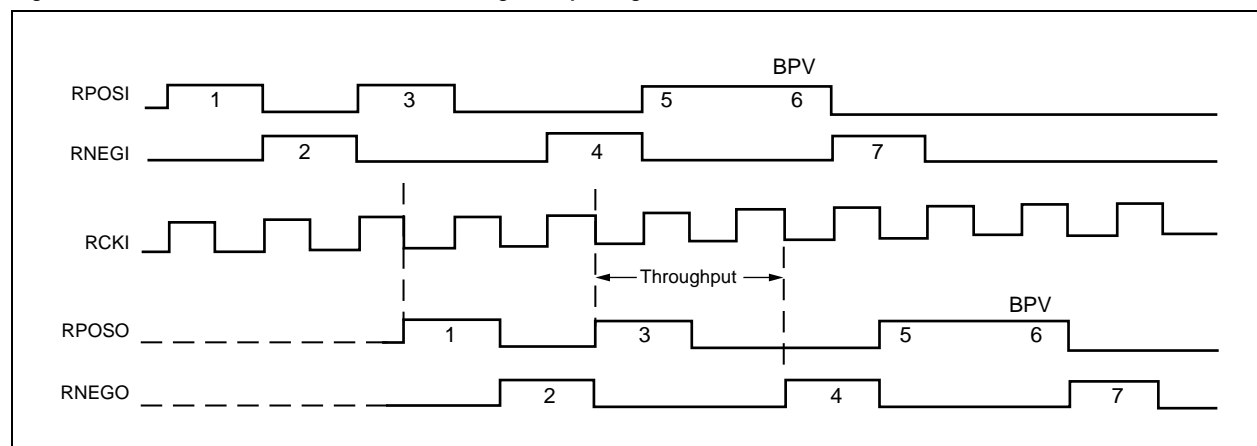 BPV
RPOSI 1 3 5 6
RNEGI 2 4 7
RCKI
Throughput
BPV
RPOSO 1 3 5 6
RNEGO 2 4 7